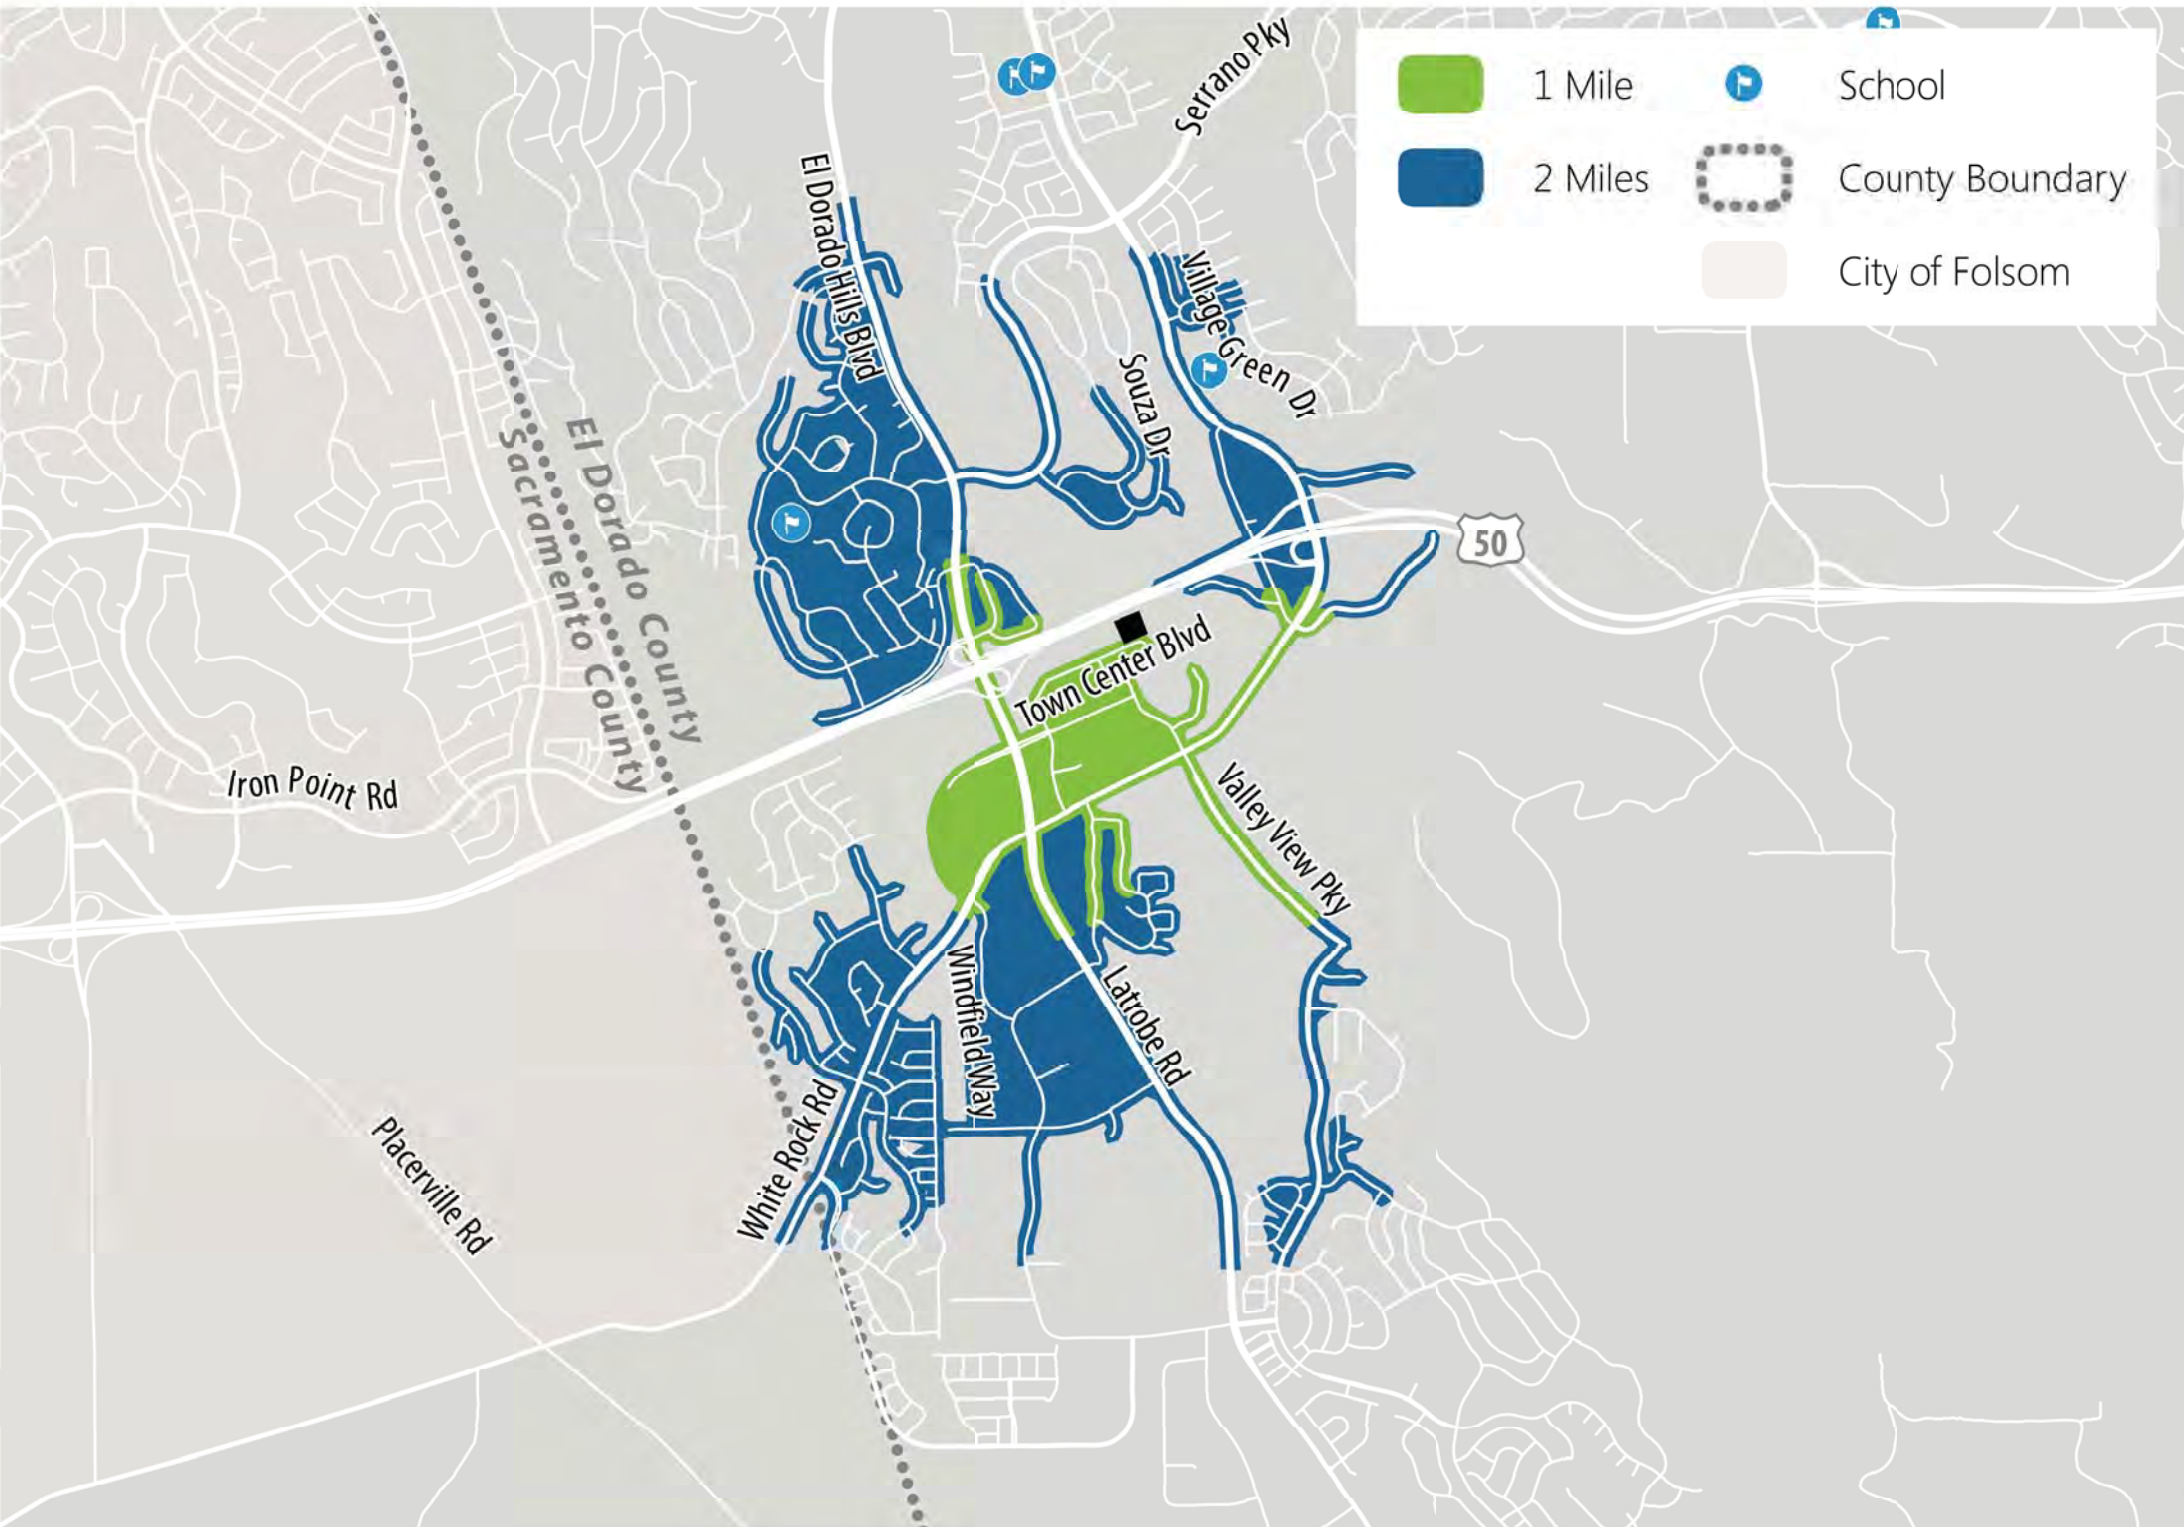 1 Mile
School
2 Miles
County Boundary
City of Folsom
Serrano Pky
El Dorado Hills Blvd
Village Green Dr
Souza Dr
50
El Dorado County
Sacramento County
Town Center Blvd
Iron Point Rd
Valley View Pky
Windfield Way
Latrobe Rd
White Rock Rd
Placerville Rd